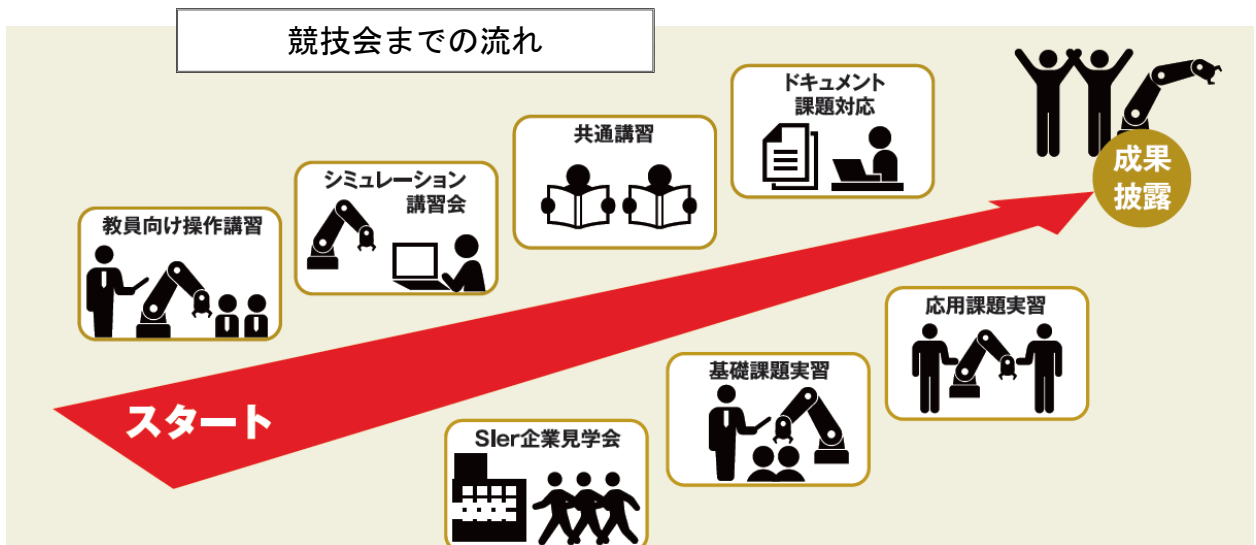 競技会までの流れ
教員向け操作講習
シミュレーション
講習会
共通講習
ドキュメント
課題対応
成果
披露
スタート
SIer企業見学会
基礎課題実習
応用課題実習